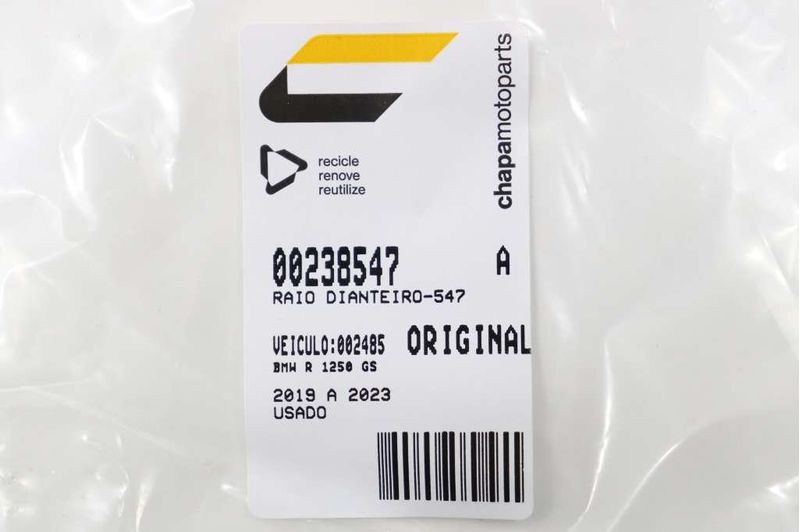 chapamotoparts
recicle
renove
reutilize
00238547 A
RAIO DIANTEIRO-547
VEICULO:002485 ORIGINAL
BMW R 1250 GS
2019 A 2023
USADO